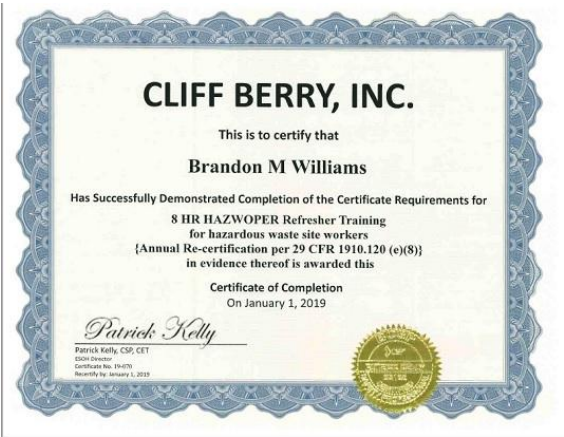 CLIFF BERRY, INC.
This is to certify that
Brandon M Williams
Has Successfully Demonstrated Completion of the Certificate Requirements for
8 HR HAZWOPER Refresher Training
for hazardous waste site workers
{Annual Re-certification per 29 CFR 1910.120 (e)(8)}
in evidence thereof is awarded this
Certificate of Completion
On January 1, 2019
Patrick Kelly
Patrick Kelly, CSP, CET
ESOH Director
Certificate No. 19-070
Recertify by: January 1, 2019